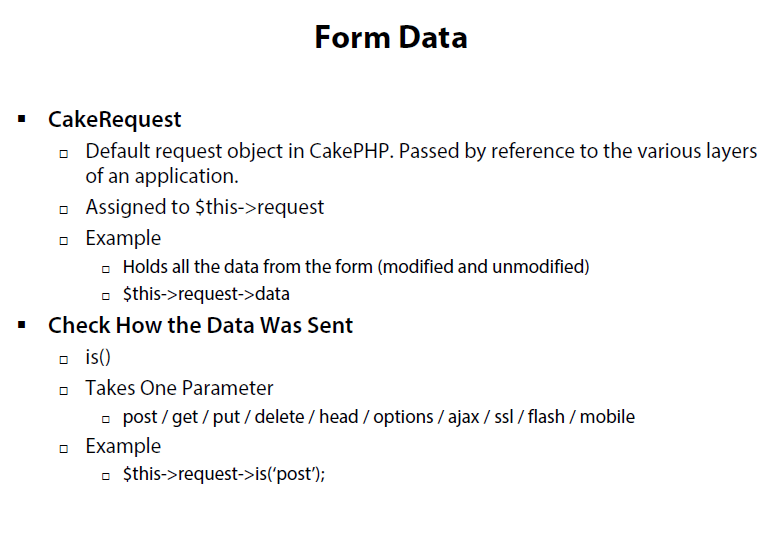 Form Data
CakeRequest
Default request object in CakePHP. Passed by reference to the various layers
of an application.
Assigned to $this->request
Example
Holds all the data from the form (modified and unmodified)
$this->request->data
Check How the Data Was Sent
is()
Takes One Parameter
post / get / put / delete / head / options / ajax / ssl / flash / mobile
Example
$this->request->is(‘post’);